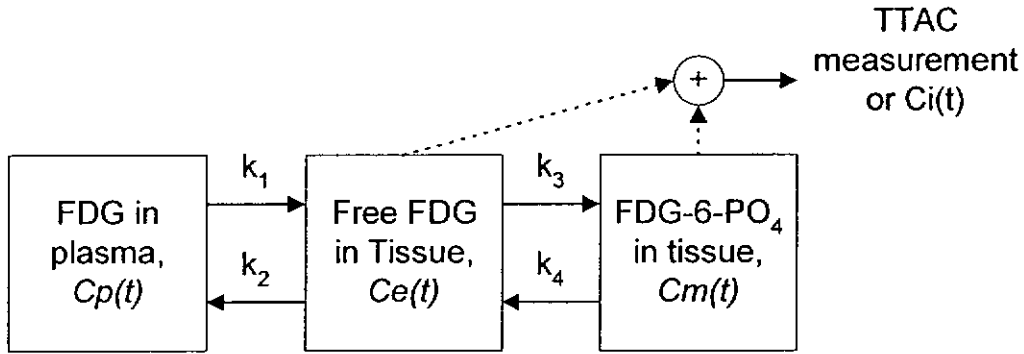 TTAC
measurement
or Ci(t)
k₁
k₃
FDG in
plasma,
Cp(t)
Free FDG
in Tissue,
Ce(t)
FDG-6-PO₄
in tissue,
Cm(t)
k₂
k₄
+